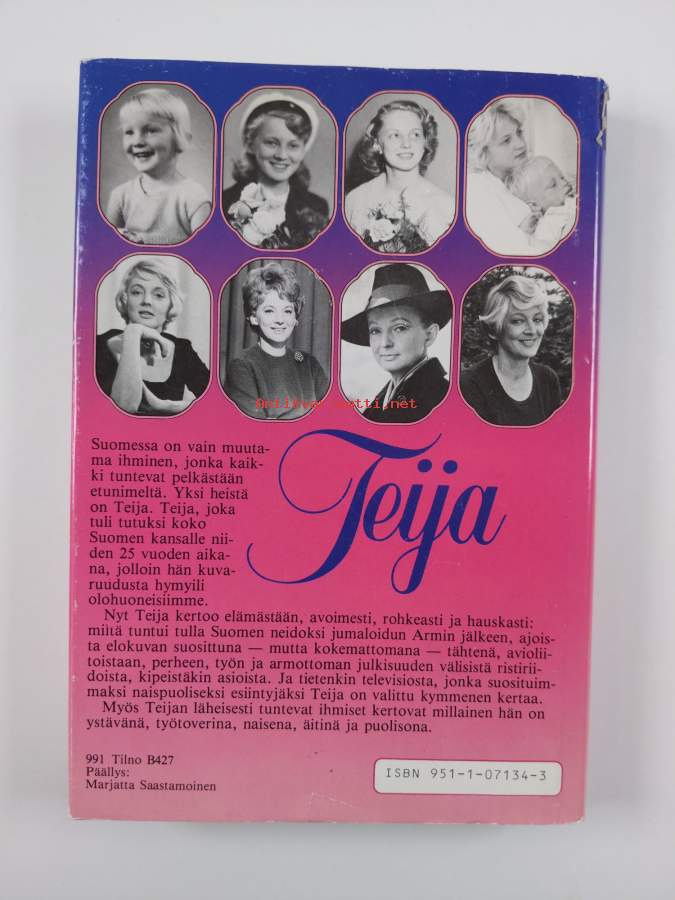 Antikvariaatti.net
Teija
Suomessa on vain muuta-
ma ihminen, jonka kaik-
ki tuntevat pelkästään
etunimeltä. Yksi heistä
on Teija. Teija, joka
tuli tutuksi koko
Suomen kansalle nii-
den 25 vuoden aika-
na, jolloin hän kuva-
ruudusta hymyili
olohuoneisiimme.
Nyt Teija kertoo elämästään, avoimesti, rohkeasti ja hauskasti:
miltä tuntui tulla Suomen neidoksi jumaloidun Armin jälkeen, ajois-
ta elokuvan suosittuna — mutta kokemattomana — tähtenä, aviolii-
toistaan, perheen, työn ja armottoman julkisuuden välisistä ristirii-
doista, kipeistäkin asioista. Ja tietenkin televisiosta, jonka suosituim-
maksi naispuoliseksi esiintyjäksi Teija on valittu kymmenen kertaa.
Myös Teijan läheisesti tuntevat ihmiset kertovat millainen hän on
ystävänä, työtoverina, naisena, äitinä ja puolisona.
991 Tilno B427
Päällys:
Marjatta Saastamoinen
ISBN 951-1-07134-3